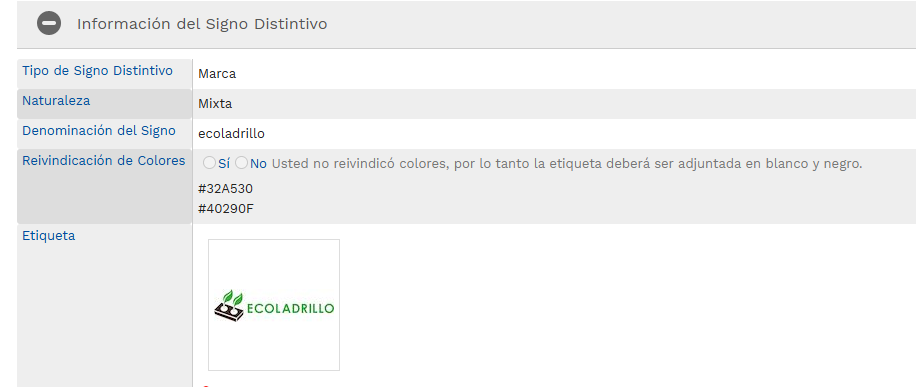 Información del Signo Distintivo
Tipo de Signo Distintivo Marca
Naturaleza Mixta
Denominación del Signo ecoladrillo
Reivindicación de Colores Sí No Usted no reivindicó colores, por lo tanto la etiqueta deberá ser adjuntada en blanco y negro.
#32A530
#40290F
Etiqueta
ECOLADRILLO